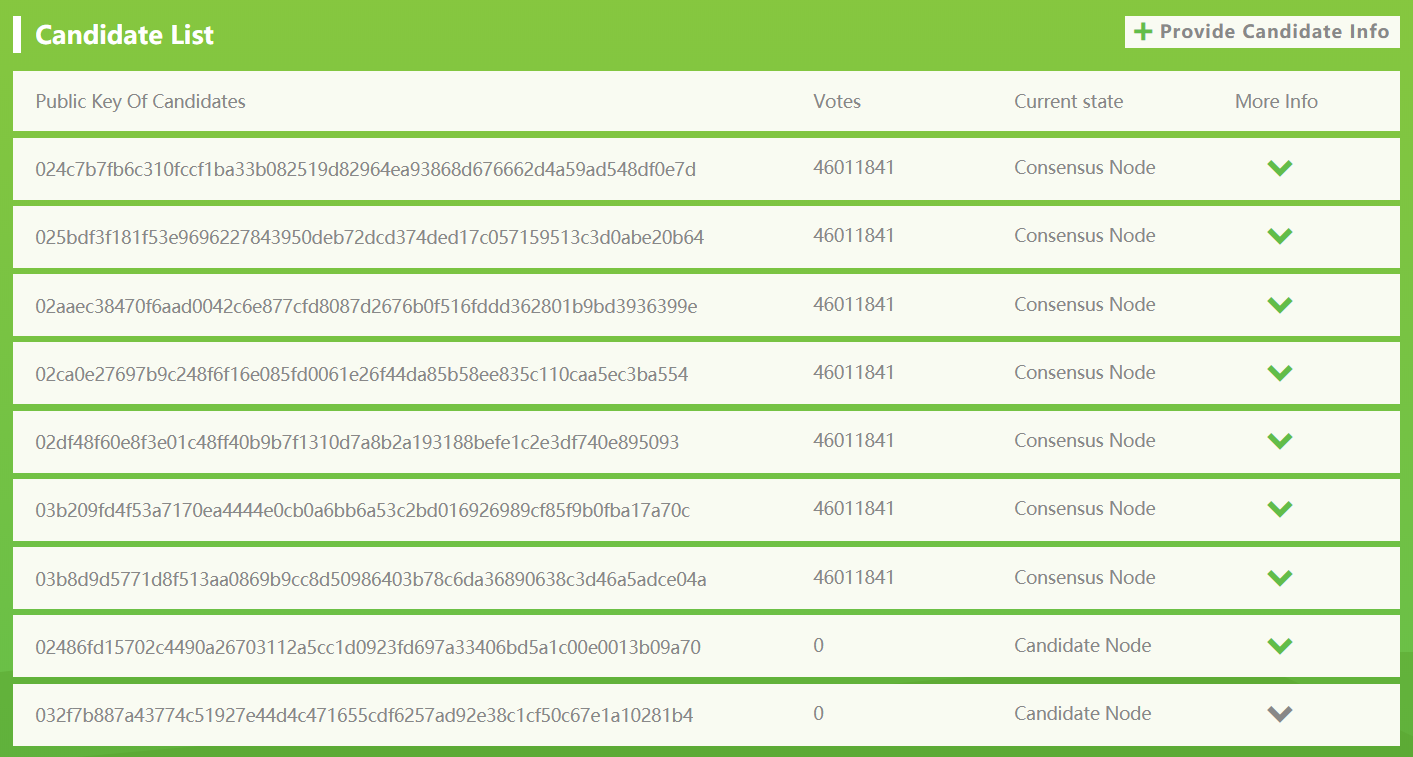 Candidate List
+ Provide Candidate Info
Public Key Of Candidates Votes Current state More Info
024c7b7fb6c310fccf1ba33b082519d82964ea93868d676662d4a59ad548df0e7d 46011841 Consensus Node
025bdf3f181f53e9696227843950deb72dcd374ded17c057159513c3d0abe20b64 46011841 Consensus Node
02aaec38470f6aad0042c6e877cfd8087d2676b0f516fddd362801b9bd3936399e 46011841 Consensus Node
02ca0e27697b9c248f6f16e085fd0061e26f44da85b58ee835c110caa5ec3ba554 46011841 Consensus Node
02df48f60e8f3e01c48ff40b9b7f1310d7a8b2a193188befe1c2e3df740e895093 46011841 Consensus Node
03b209fd4f53a7170ea4444e0cb0a6bb6a53c2bd016926989cf85f9b0fba17a70c 46011841 Consensus Node
03b8d9d5771d8f513aa0869b9cc8d50986403b78c6da36890638c3d46a5adce04a 46011841 Consensus Node
02486fd15702c4490a26703112a5cc1d0923fd697a33406bd5a1c00e0013b09a70 0 Candidate Node
032f7b887a43774c51927e44d4c471655cdf6257ad92e38c1cf50c67e1a10281b4 0 Candidate Node